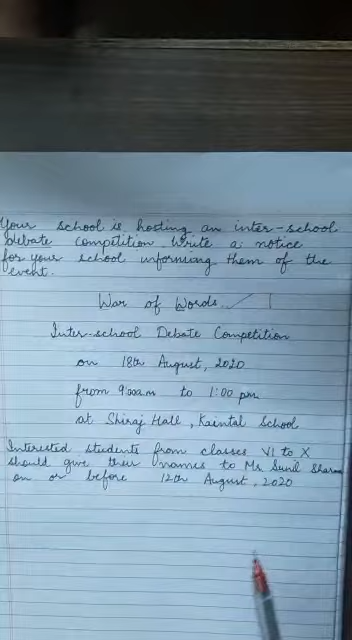 Your school is hosting an inter-school
debate competition. Write a notice
for your school informing them of the
event.
War of Words
Inter-school Debate Competition
on 18th August, 2020
from 9:00am to 1:00 pm
at Shiraj Hall, Kaintal School
Interested students from classes VI to X
should give their names to Mr Sunil Sharma
on or before 12th August, 2020